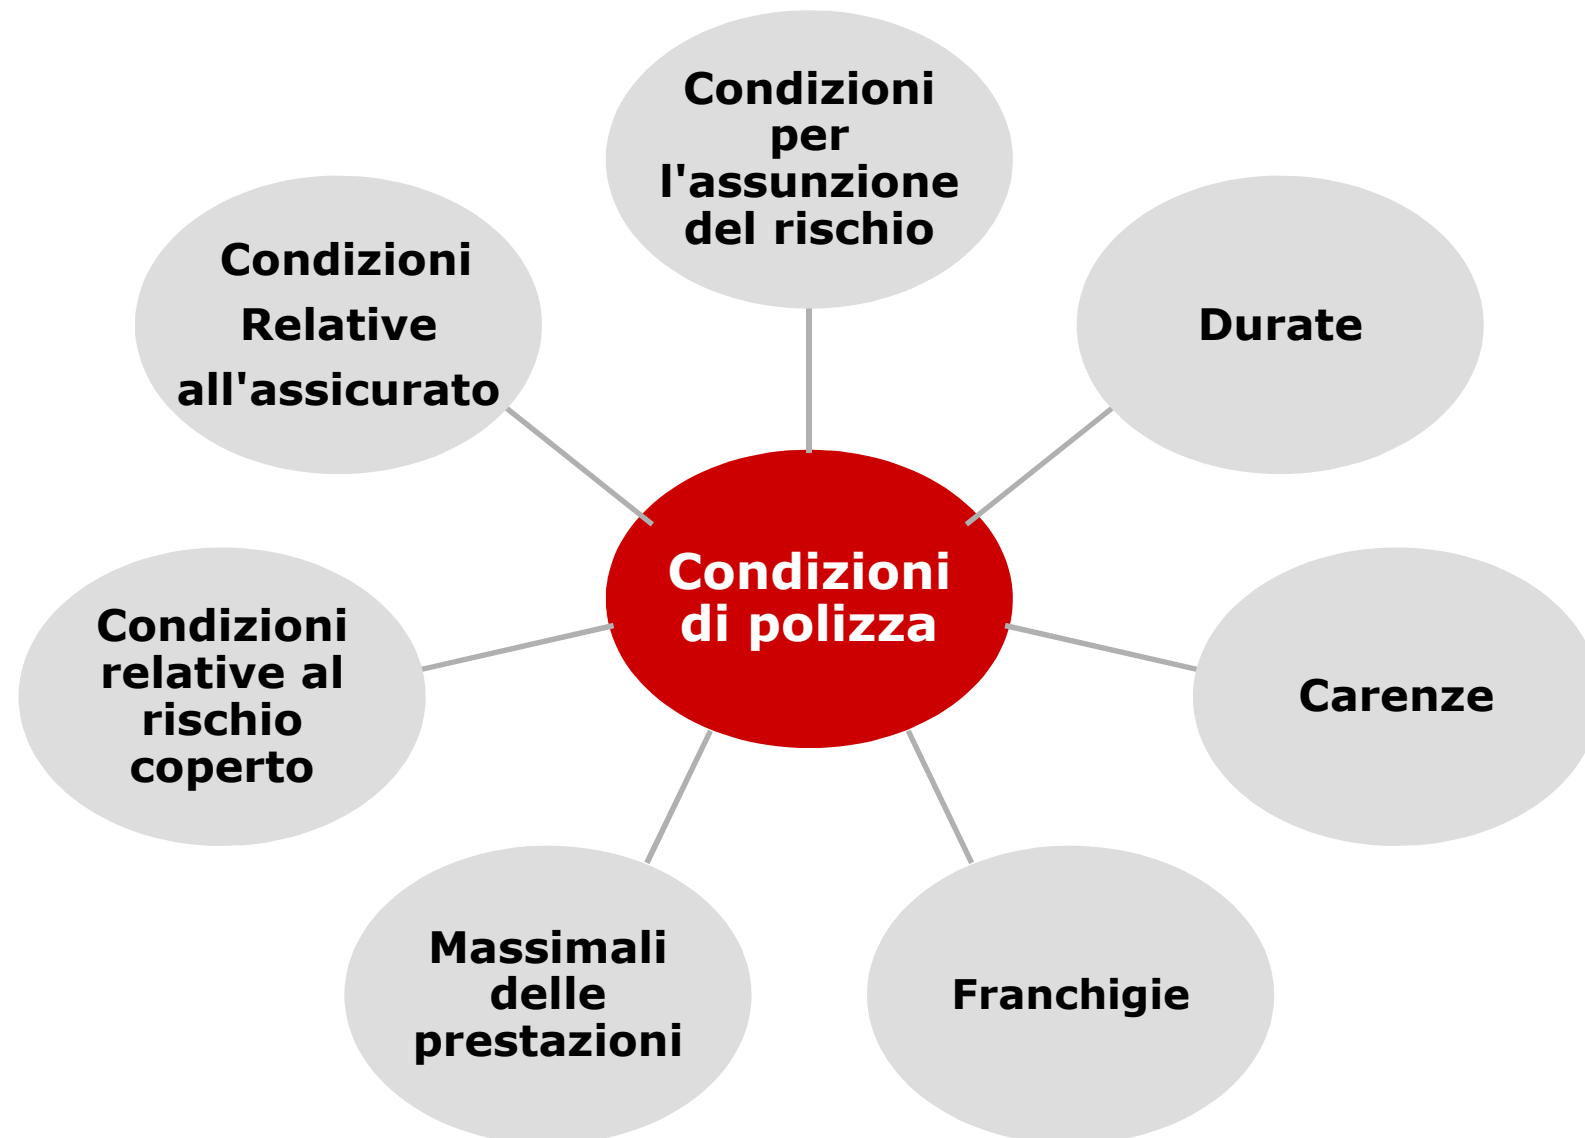 Condizioni
per
l'assunzione
del rischio
Condizioni
Relative
all'assicurato
Durate
Condizioni
di polizza
Condizioni
relative al
rischio
coperto
Carenze
Massimali
delle
prestazioni
Franchigie